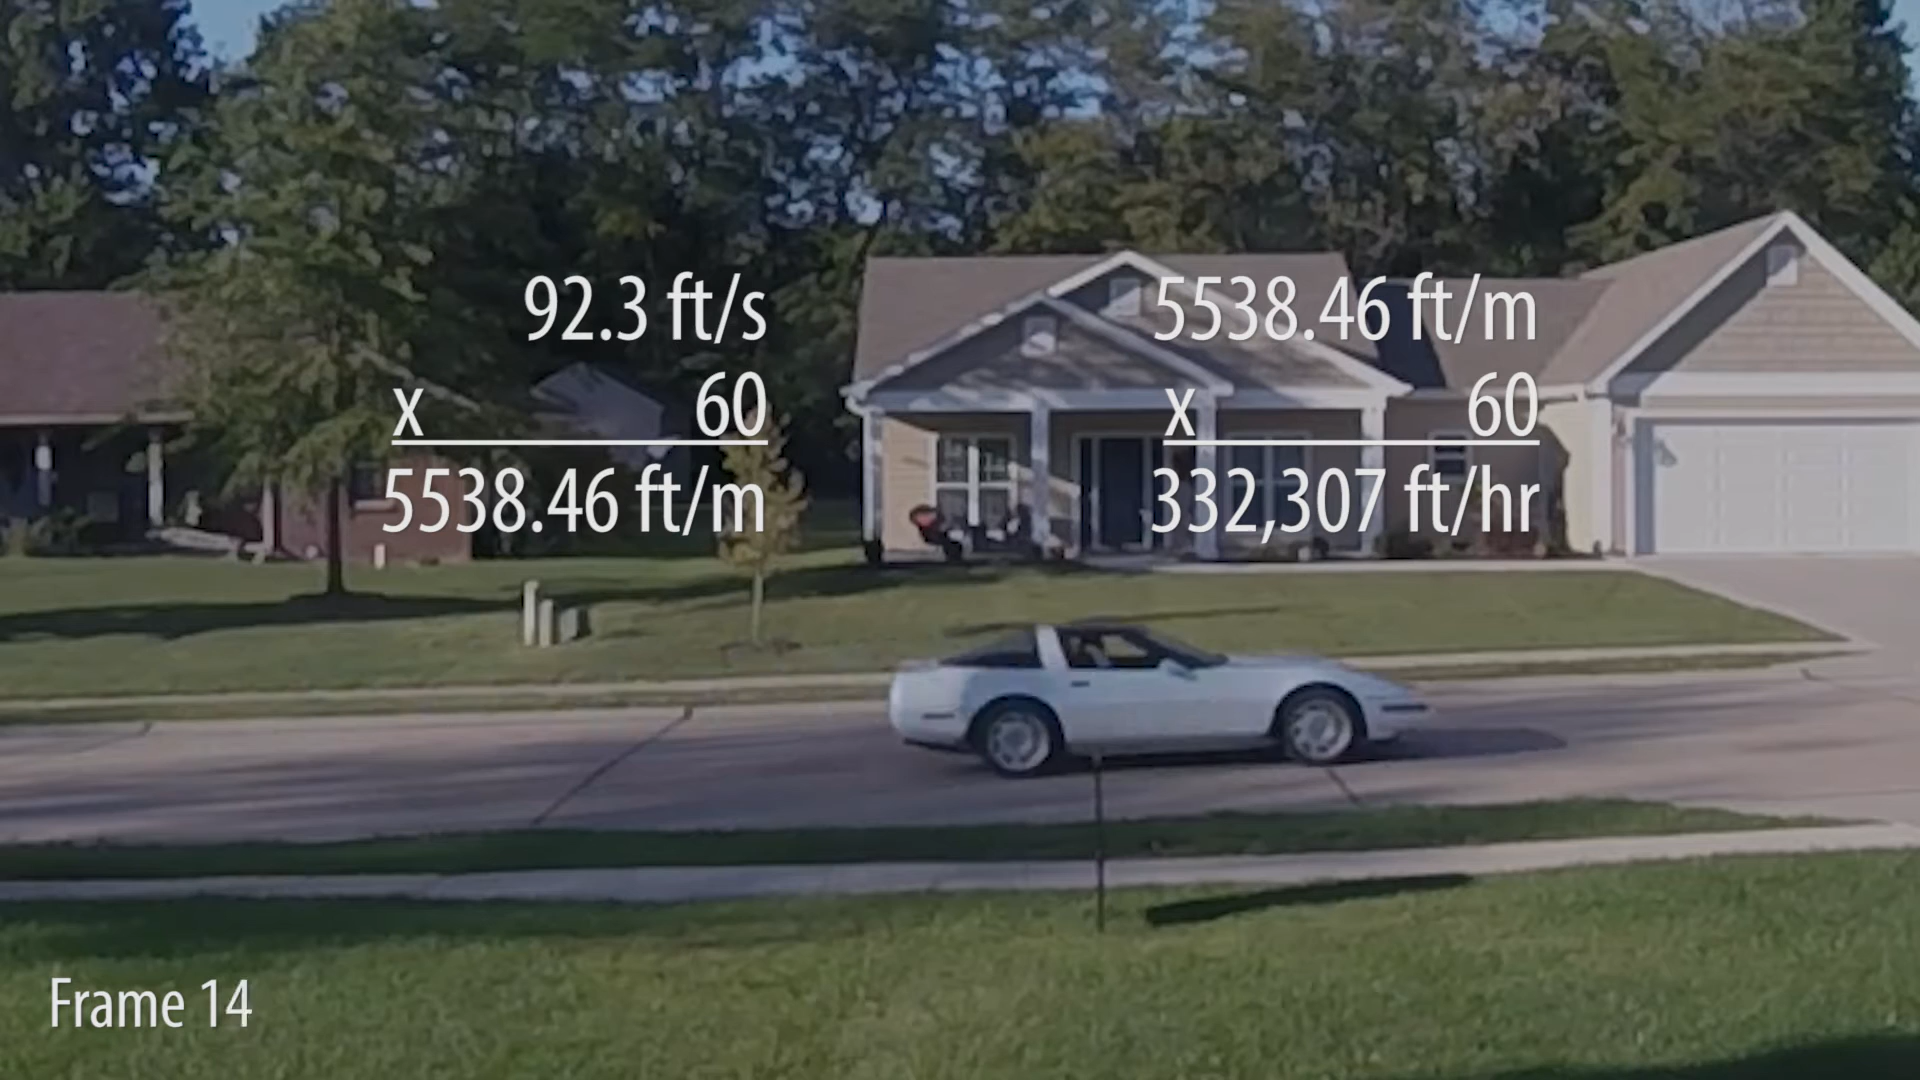 92.3 ft/s
x 60
5538.46 ft/m
5538.46 ft/m
x 60
332,307 ft/hr
Frame 14